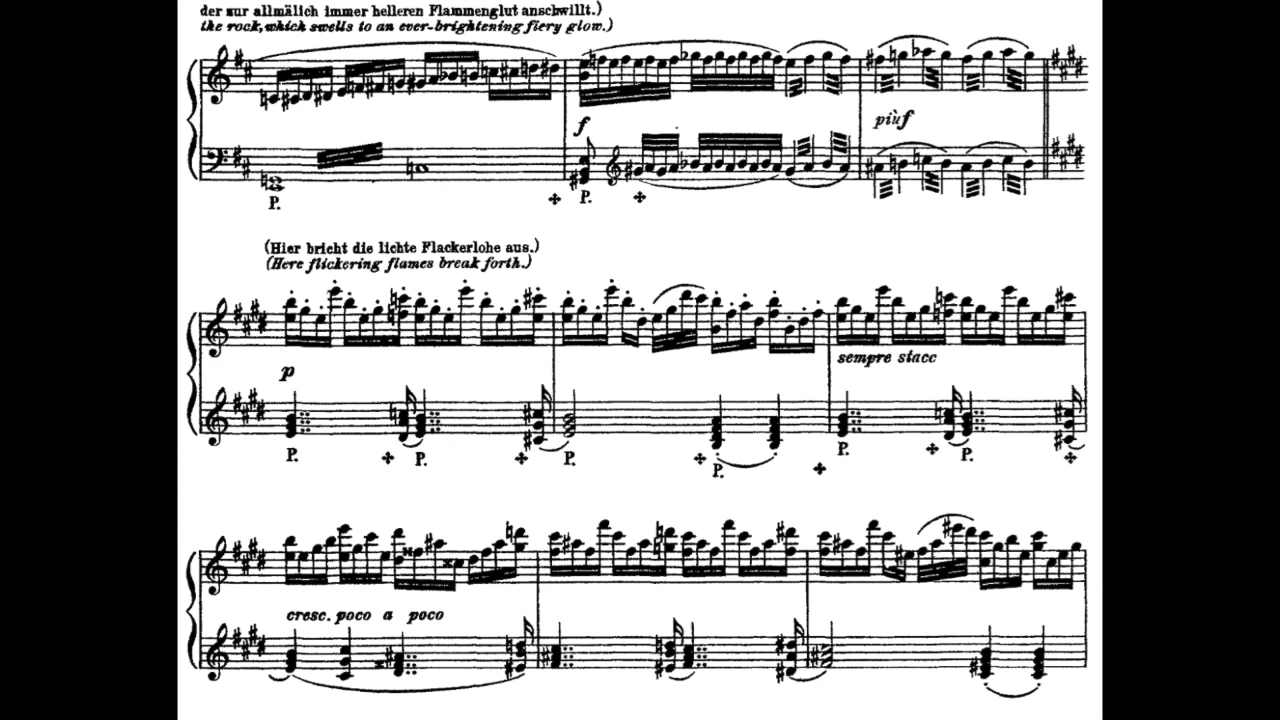 der zur allmälich immer helleren Flammenglut anschwillt.)
the rock, which swells to an ever-brightening fiery glow.)
f
più f
P.
P.
(Hier bricht die lichte Flackerlohe aus.)
(Here flickering flames break forth.)
p
sempre stacc
P. P. P. P. P. P.
cresc. poco a poco